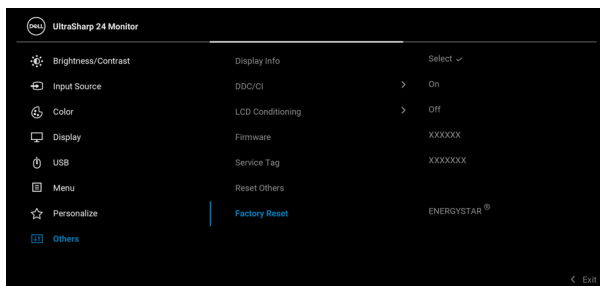 DELL UltraSharp 24 Monitor
Brightness/Contrast Display Info Select ✓
Input Source DDC/CI > On
Color LCD Conditioning > Off
Display Firmware XXXXXX
USB Service Tag XXXXXXX
Menu Reset Others
Personalize Factory Reset ENERGYSTAR ®
Others
< Exit